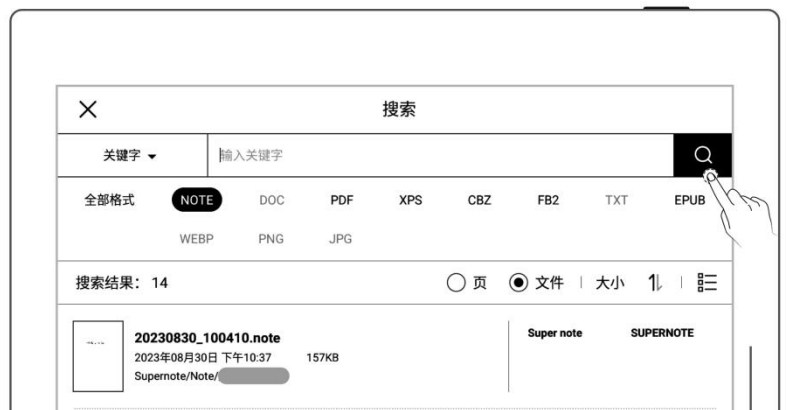 搜索
关键字 输入关键字
全部格式 NOTE DOC PDF XPS CBZ FB2 TXT EPUB
WEBP PNG JPG
搜索结果: 14 页 文件 大小
20230830_100410.note Super note SUPERNOTE
2023年08月30日 下午10:37 157KB
Supernote/Note/